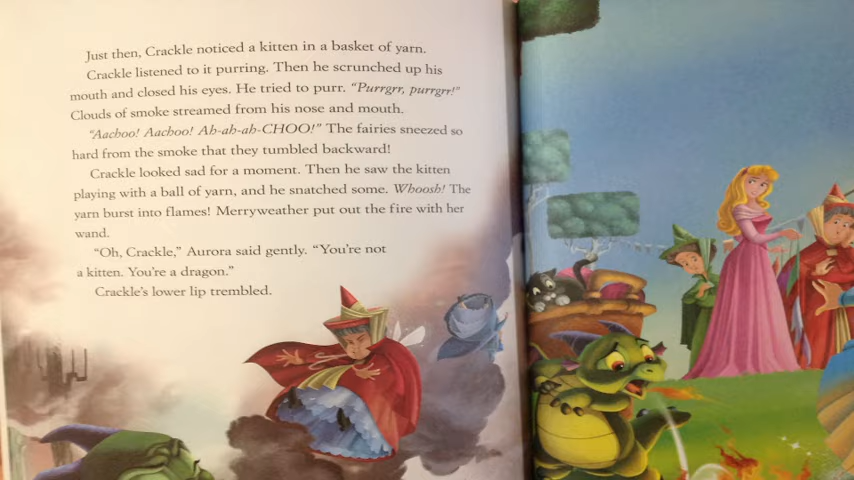 Just then, Crackle noticed a kitten in a basket of yarn.
Crackle listened to it purring. Then he scrunched up his
mouth and closed his eyes. He tried to purr. “Purrgrr, purrgrr!”
Clouds of smoke streamed from his nose and mouth.
“Aachoo! Aachoo! Ah-ah-ah-CHOO!” The fairies sneezed so
hard from the smoke that they tumbled backward!
Crackle looked sad for a moment. Then he saw the kitten
playing with a ball of yarn, and he snatched some. Whoosh! The
yarn burst into flames! Merryweather put out the fire with her
wand.
“Oh, Crackle,” Aurora said gently. “You’re not
a kitten. You’re a dragon.”
Crackle’s lower lip trembled.